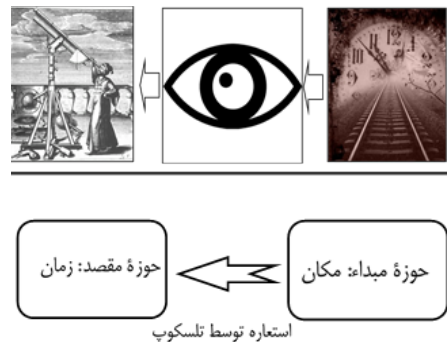 حوزهٔ مبداء: مکان
حوزهٔ مقصد: زمان
استعاره توسط تلسکوپ